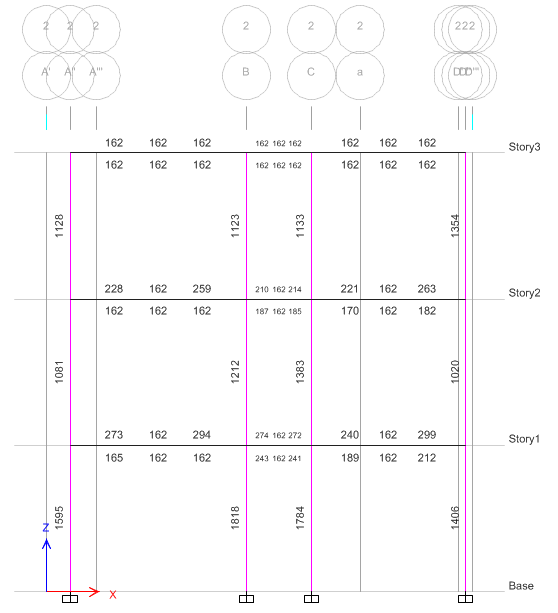 2 2 2 2 2 2 2 2 2
A' A" A''' B C a D'''
162 162 162 162 162 162 162 162 162 Story3
162 162 162 162 162 162 162 162 162
1128 1123 1133 1354
228 162 259 210 162 214 221 162 263 Story2
162 162 162 187 162 185 170 162 182
1081 1212 1383 1020
273 162 294 274 162 272 240 162 299 Story1
165 162 162 243 162 241 189 162 212
1595 1818 1784 1406
Z
Base
X